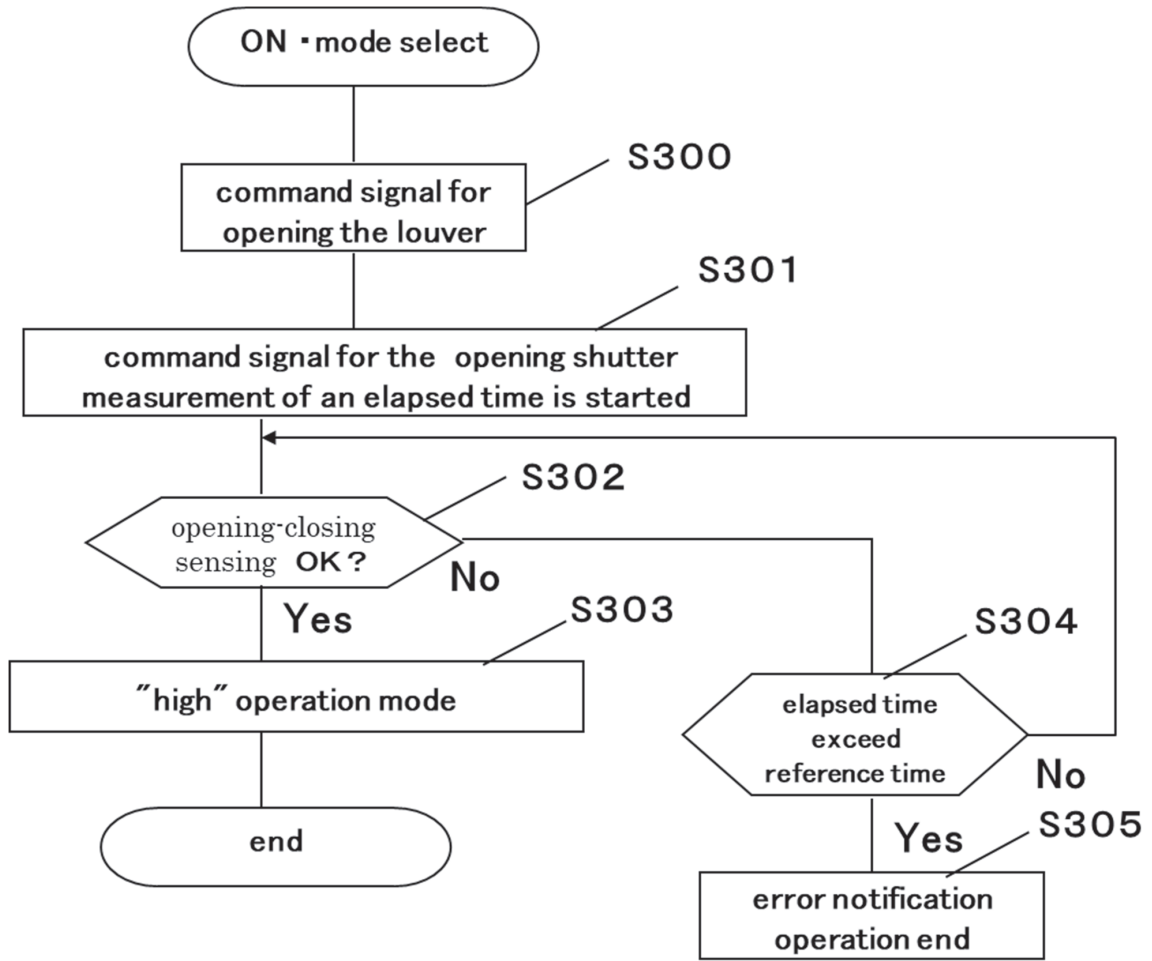 ON ・mode select
S300
command signal for
opening the louver
S301
command signal for the opening shutter
measurement of an elapsed time is started
S302
opening-closing
sensing OK?
No
Yes
S303
"high" operation mode
end
S304
elapsed time
exceed
reference time
No
Yes
S305
error notification
operation end